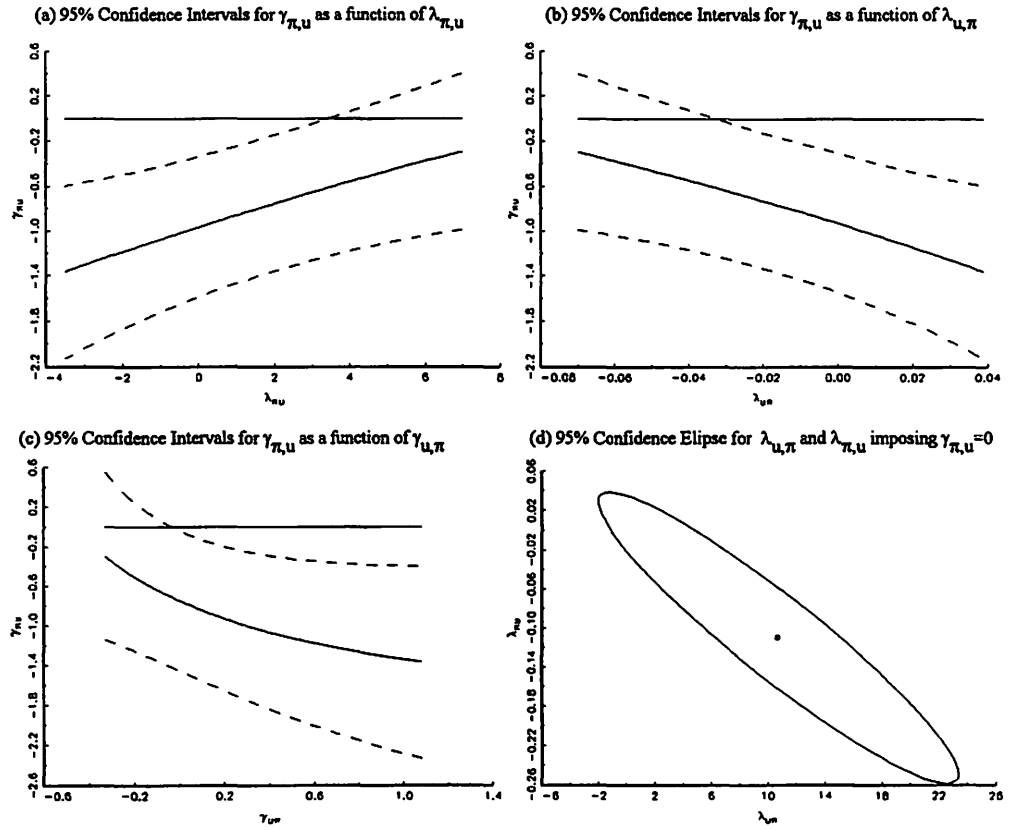 (a) 95% Confidence Intervals for γπ,u as a function of λπ,u
0.6
0.2
-0.2
-0.6
-1.0
-1.4
-1.8
-2.2
γπu
-4 -2 0 2 4 6 8
λπu
(b) 95% Confidence Intervals for γπ,u as a function of λu,π
0.6
0.2
-0.2
-0.6
-1.0
-1.4
-1.8
-2.2
γπu
-0.08 -0.06 -0.04 -0.02 0.00 0.02 0.04
λuπ
(c) 95% Confidence Intervals for γπ,u as a function of γu,π
0.6
0.2
-0.2
-0.6
-1.0
-1.4
-1.8
-2.2
-2.6
γπu
-0.6 -0.2 0.2 0.6 1.0 1.4
γuπ
(d) 95% Confidence Elipse for λu,π and λπ,u imposing γπ,u=0
0.06
0.02
-0.02
-0.06
-0.10
-0.14
-0.18
-0.22
-0.26
λπu
-6 -2 2 6 10 14 18 22 26
λuπ